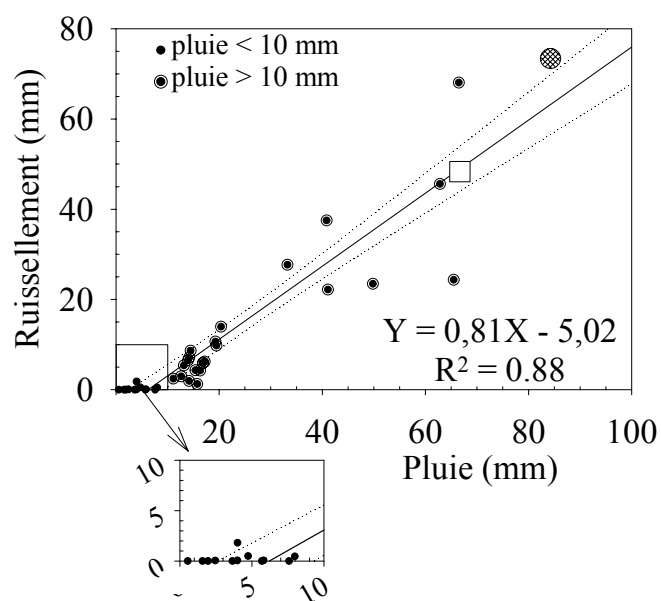 80
60
40
20
0
Ruissellement (mm)
pluie < 10 mm
pluie > 10 mm
Y = 0,81X - 5,02
R² = 0.88
20 40 60 80 100
Pluie (mm)
10
5
0
5 10